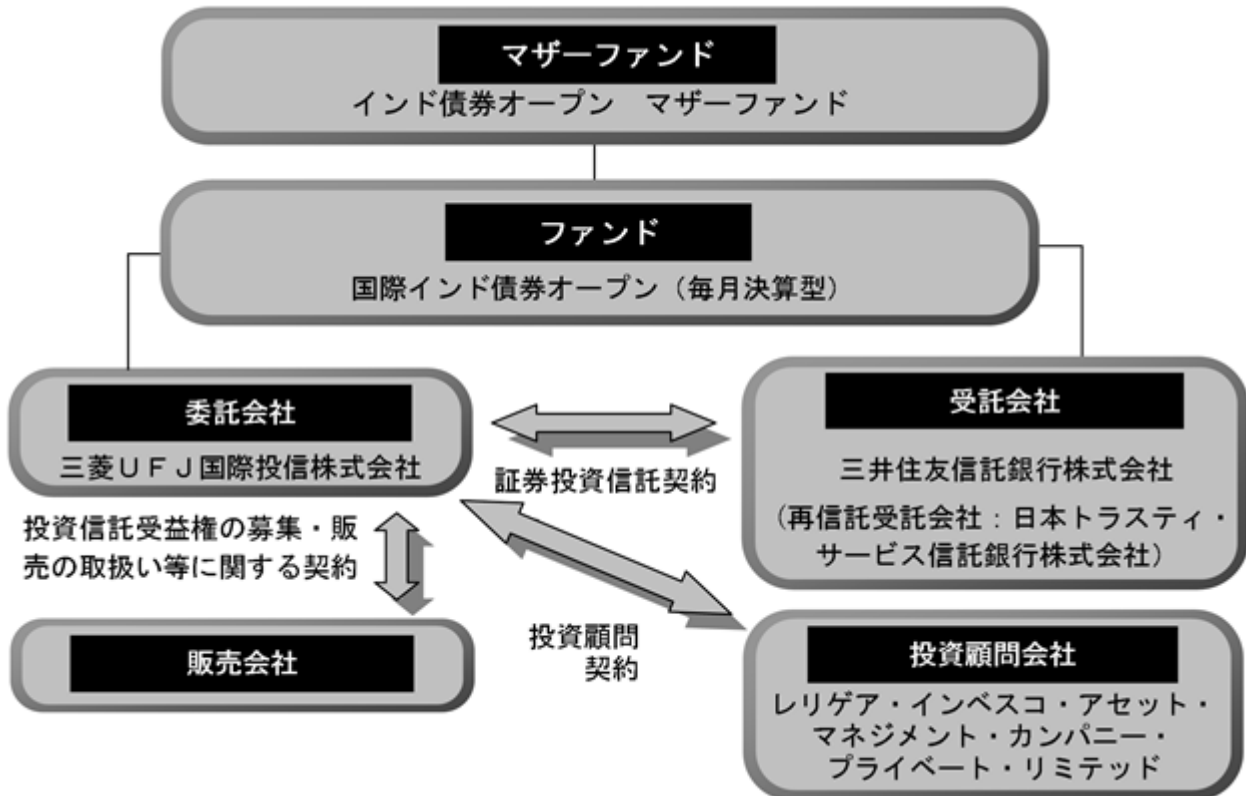 マザーファンド
インド債券オープン　マザーファンド
ファンド
国際インド債券オープン（毎月決算型）
委託会社
三菱ＵＦＪ国際投信株式会社
証券投資信託契約
受託会社
三井住友信託銀行株式会社
（再信託受託会社：日本トラスティ・
サービス信託銀行株式会社）
投資信託受益権の募集・販
売の取扱い等に関する契約
販売会社
投資顧問
契約
投資顧問会社
レリゲア・インベスコ・アセット・
マネジメント・カンパニー・
プライベート・リミテッド